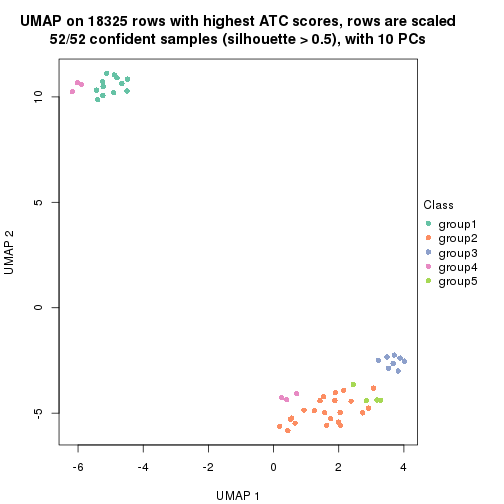 UMAP on 18325 rows with highest ATC scores, rows are scaled
52/52 confident samples (silhouette > 0.5), with 10 PCs
10
5
0
-5
UMAP 2
-6
-4
-2
0
2
4
UMAP 1
Class
group1
group2
group3
group4
group5